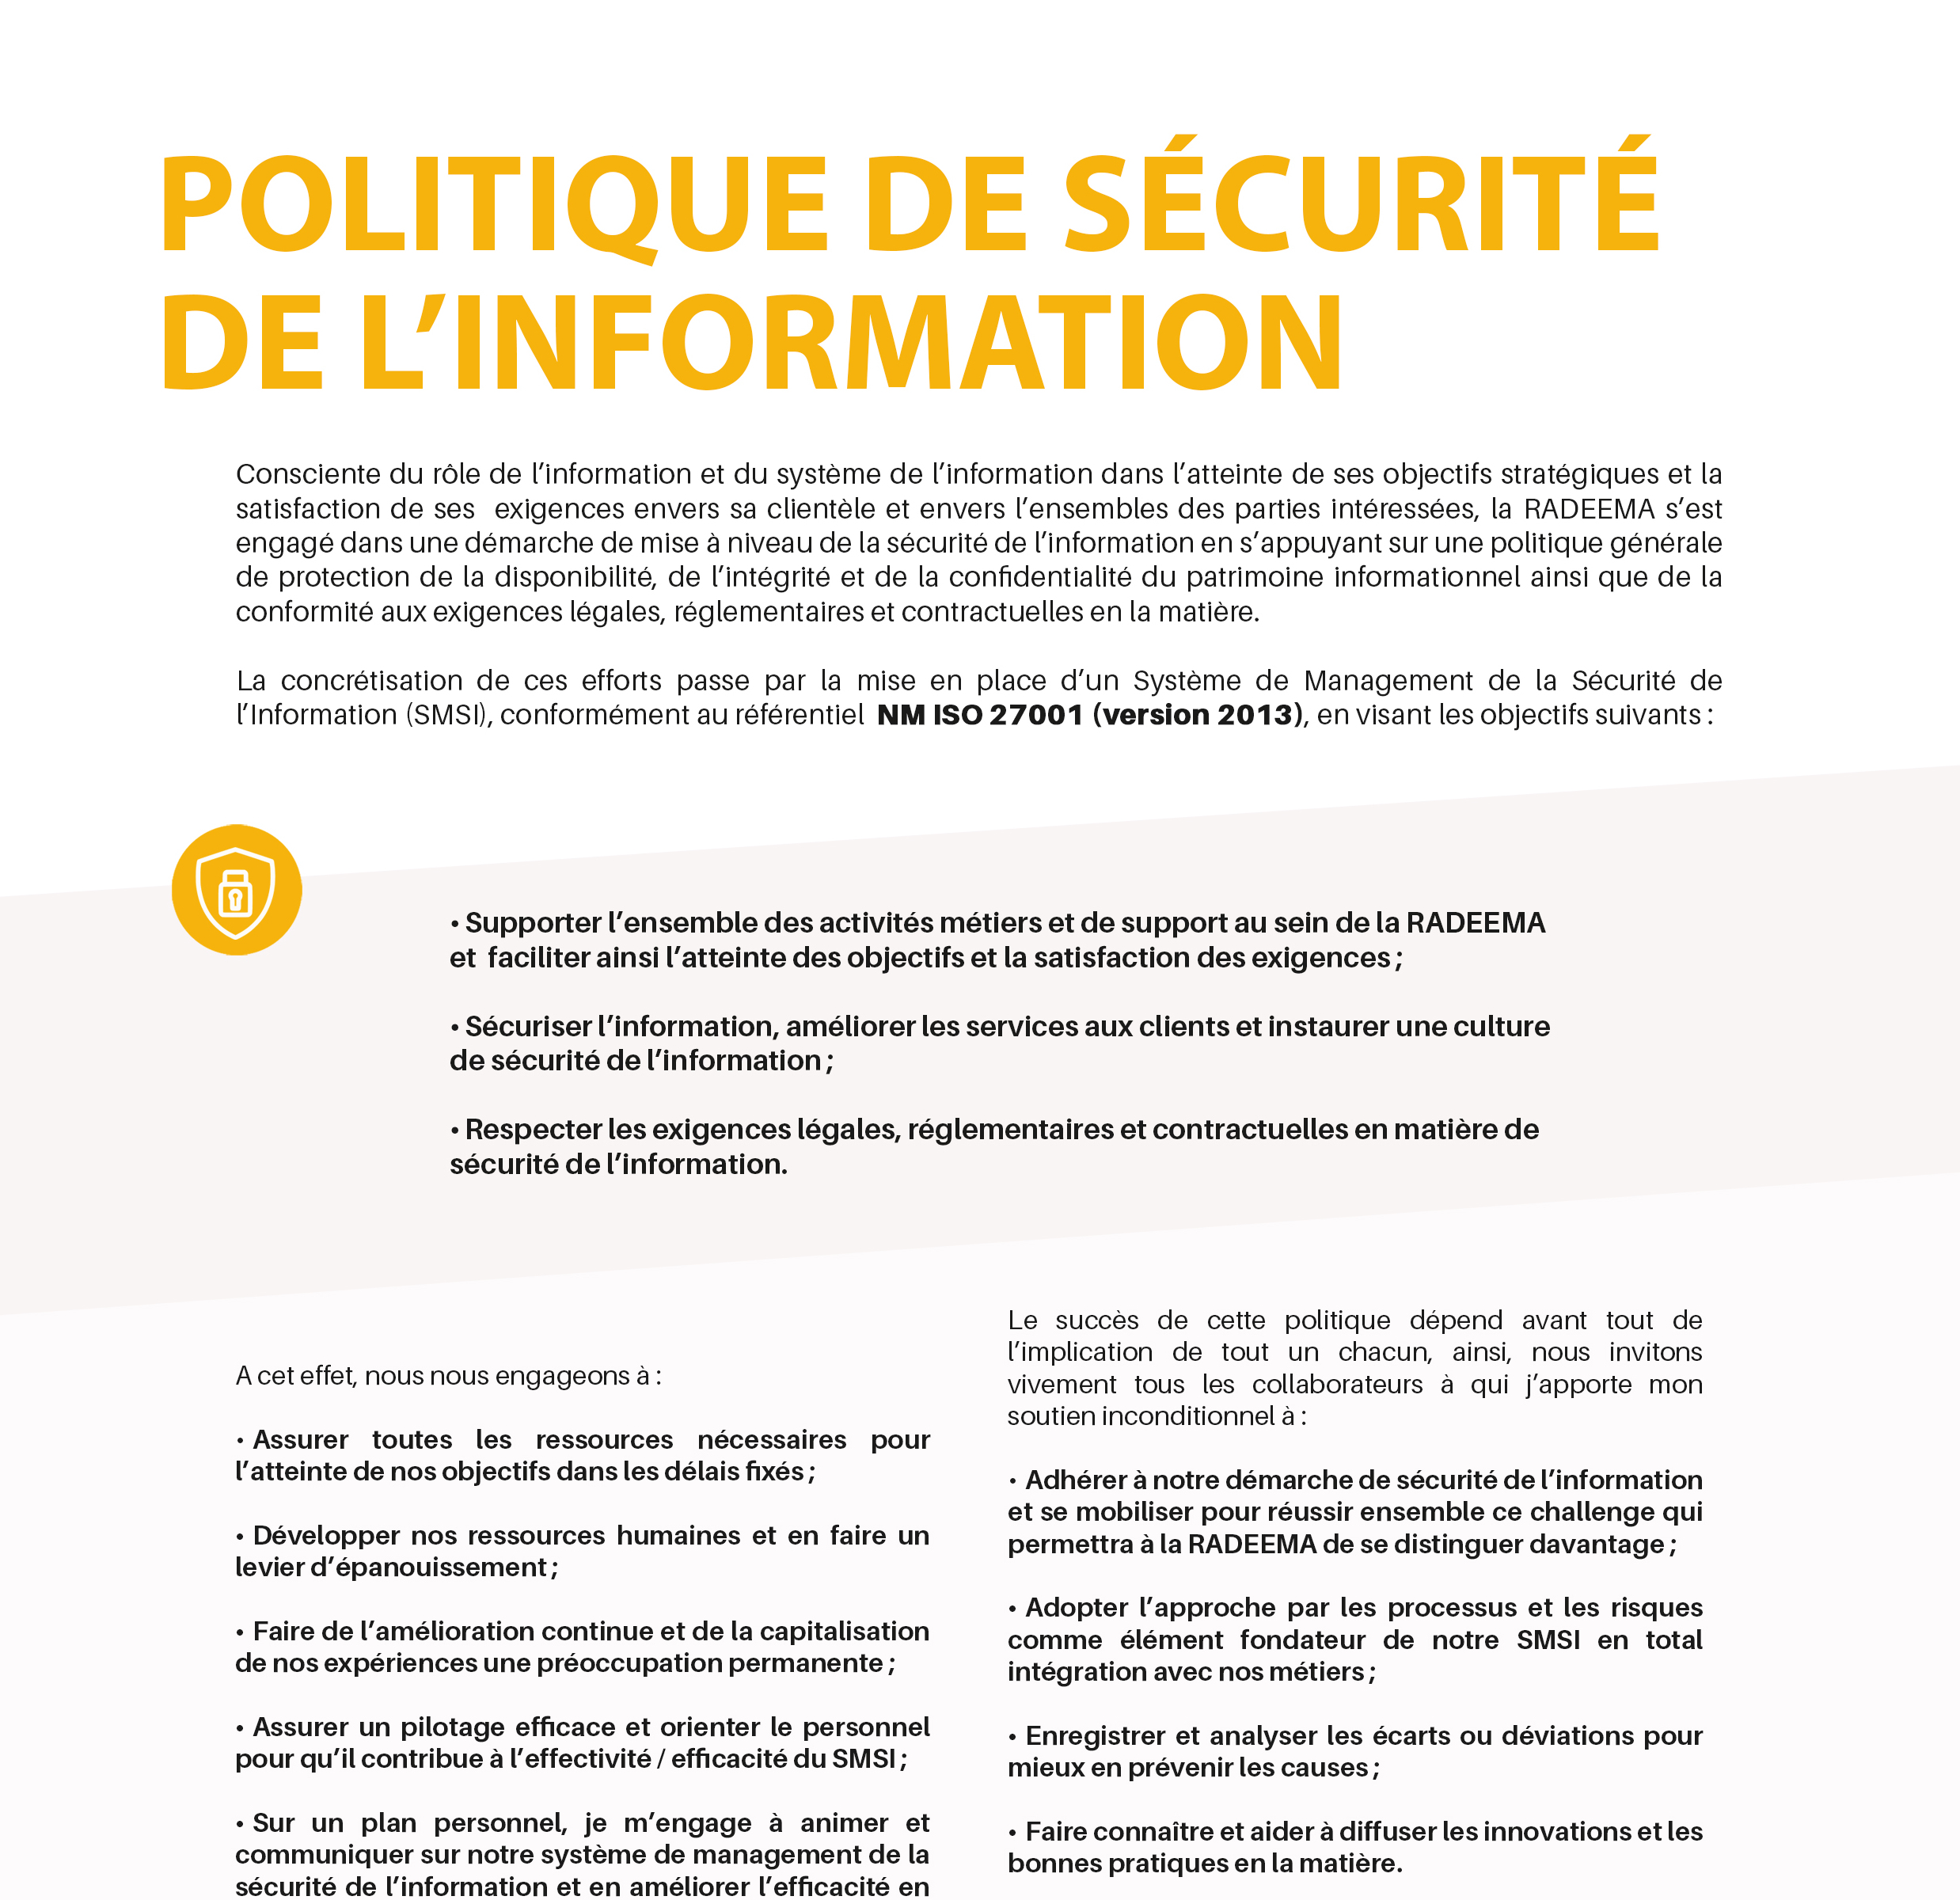 POLITIQUE DE SÉCURITÉ
DE L’INFORMATION
Consciente du rôle de l’information et du système de l’information dans l’atteinte de ses objectifs stratégiques et la
satisfaction de ses exigences envers sa clientèle et envers l’ensembles des parties intéressées, la RADEEMA s’est
engagé dans une démarche de mise à niveau de la sécurité de l’information en s’appuyant sur une politique générale
de protection de la disponibilité, de l’intégrité et de la confidentialité du patrimoine informationnel ainsi que de la
conformité aux exigences légales, réglementaires et contractuelles en la matière.
La concrétisation de ces efforts passe par la mise en place d’un Système de Management de la Sécurité de
l’Information (SMSI), conformément au référentiel NM ISO 27001 (version 2013), en visant les objectifs suivants :
• Supporter l’ensemble des activités métiers et de support au sein de la RADEEMA
et faciliter ainsi l’atteinte des objectifs et la satisfaction des exigences ;
• Sécuriser l’information, améliorer les services aux clients et instaurer une culture
de sécurité de l’information ;
• Respecter les exigences légales, réglementaires et contractuelles en matière de
sécurité de l’information.
A cet effet, nous nous engageons à :
• Assurer toutes les ressources nécessaires pour
l’atteinte de nos objectifs dans les délais fixés ;
• Développer nos ressources humaines et en faire un
levier d’épanouissement ;
• Faire de l’amélioration continue et de la capitalisation
de nos expériences une préoccupation permanente ;
• Assurer un pilotage efficace et orienter le personnel
pour qu’il contribue à l’effectivité / efficacité du SMSI ;
• Sur un plan personnel, je m’engage à animer et
communiquer sur notre système de management de la
sécurité de l’information et en améliorer l’efficacité en
Le succès de cette politique dépend avant tout de
l’implication de tout un chacun, ainsi, nous invitons
vivement tous les collaborateurs à qui j’apporte mon
soutien inconditionnel à :
• Adhérer à notre démarche de sécurité de l’information
et se mobiliser pour réussir ensemble ce challenge qui
permettra à la RADEEMA de se distinguer davantage ;
• Adopter l’approche par les processus et les risques
comme élément fondateur de notre SMSI en total
intégration avec nos métiers ;
• Enregistrer et analyser les écarts ou déviations pour
mieux en prévenir les causes ;
• Faire connaître et aider à diffuser les innovations et les
bonnes pratiques en la matière.